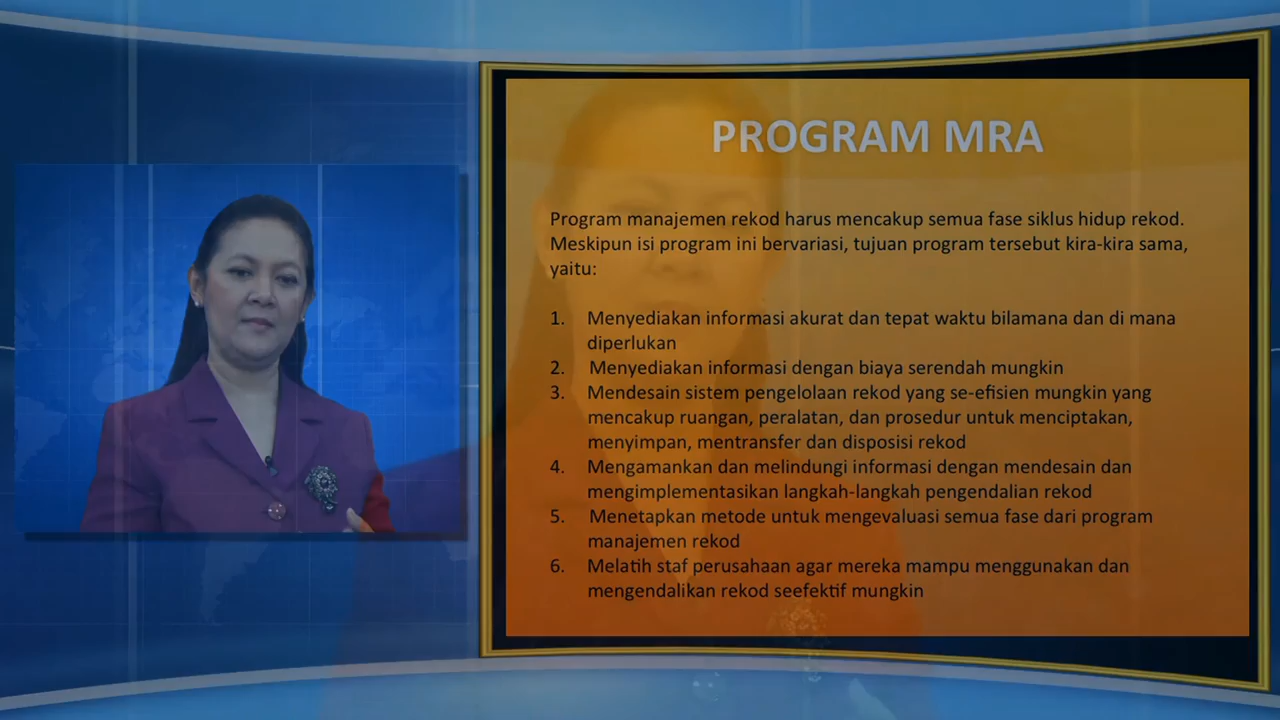 PROGRAM MRA
Program manajemen rekod harus mencakup semua fase siklus hidup rekod.
Meskipun isi program ini bervariasi, tujuan program tersebut kira-kira sama,
yaitu:
1. Menyediakan informasi akurat dan tepat waktu bilamana dan di mana
diperlukan
2. Menyediakan informasi dengan biaya serendah mungkin
3. Mendesain sistem pengelolaan rekod yang se-efisien mungkin yang
mencakup ruangan, peralatan, dan prosedur untuk menciptakan,
menyimpan, mentransfer dan disposisi rekod
4. Mengamankan dan melindungi informasi dengan mendesain dan
mengimplementasikan langkah-langkah pengendalian rekod
5. Menetapkan metode untuk mengevaluasi semua fase dari program
manajemen rekod
6. Melatih staf perusahaan agar mereka mampu menggunakan dan
mengendalikan rekod seefektif mungkin